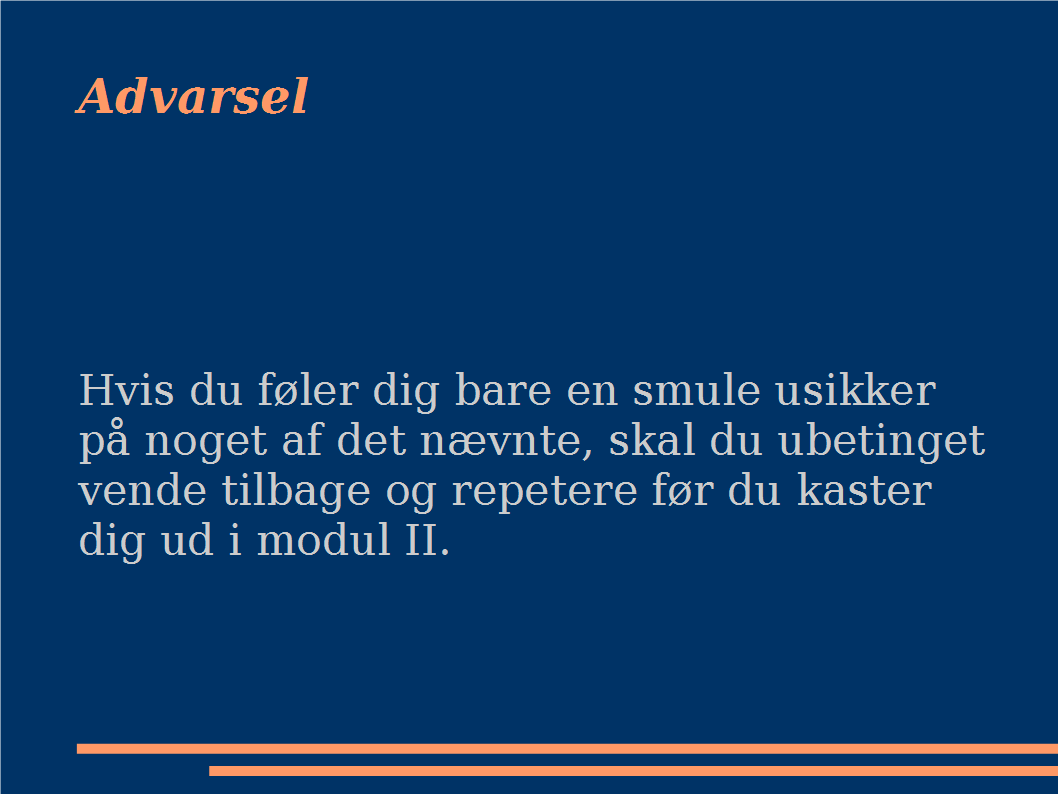 Advarsel
Hvis du føler dig bare en smule usikker
på noget af det nævnte, skal du ubetinget
vende tilbage og repetere før du kaster
dig ud i modul II.